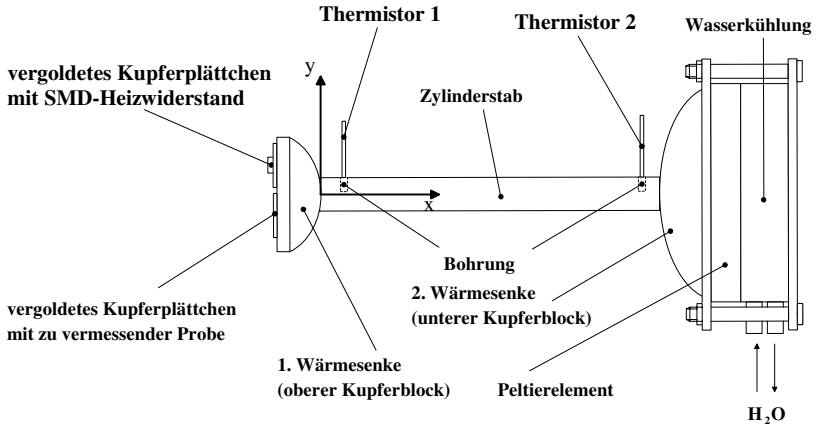 Thermistor 1
Thermistor 2
Wasserkühlung
vergoldetes Kupferplättchen
mit SMD-Heizwiderstand
y
Zylinderstab
x
Bohrung
2. Wärmesenke
(unterer Kupferblock)
vergoldetes Kupferplättchen
mit zu vermessender Probe
1. Wärmesenke
(oberer Kupferblock)
Peltierelement
H₂O